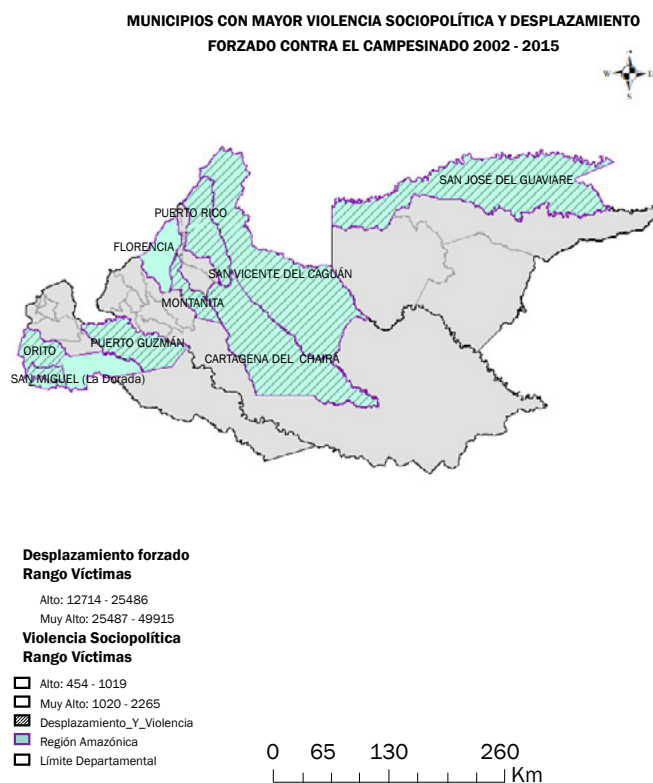 MUNICIPIOS CON MAYOR VIOLENCIA SOCIOPOLÍTICA Y DESPLAZAMIENTO
FORZADO CONTRA EL CAMPESINADO 2002 - 2015
W
S
SAN JOSÉ DEL GUAVIARE
PUERTO RICO
FLORENCIA
SAN VICENTE DEL CAGUÁN
MONTAÑITA
PUERTO GUZMÁN
ORITO
CARTAGENA DEL CHAIRÁ
SAN MIGUEL (La Dorada)
Desplazamiento forzado
Rango Víctimas
Alto: 12714 - 25486
Muy Alto: 25487 - 49915
Violencia Sociopolítica
Rango Víctimas
Alto: 454 - 1019
Muy Alto: 1020 - 2265
Desplazamiento_Y_Violencia
Región Amazónica
Límite Departamental
0 65 130 260
Km